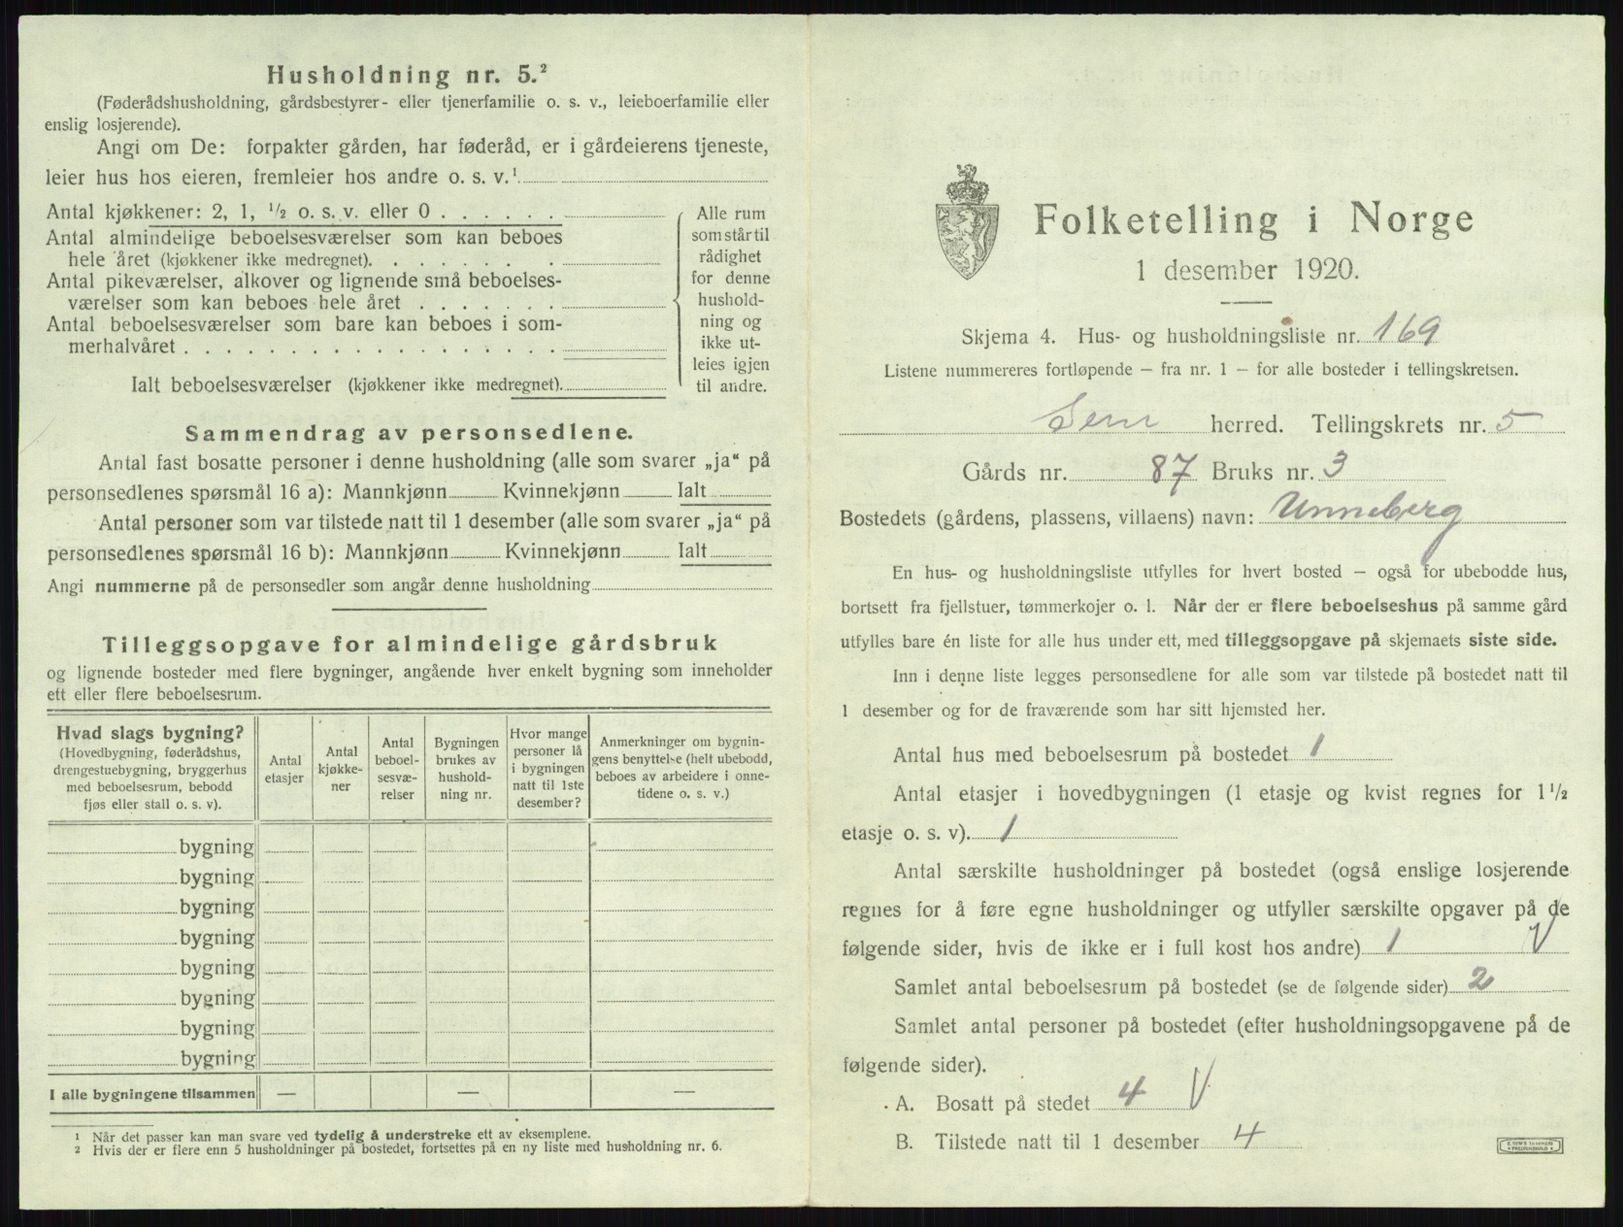 Husholdning nr. 5.²
(Føderådshusholdning, gårdsbestyrer- eller tjenerfamilie o. s. v., leieboerfamilie eller
enslig losjerende).
Angi om De: forpakter gården, har føderåd, er i gårdeierens tjeneste,
leier hus hos eieren, fremleier hos andre o. s. v.¹
Antal kjøkkener: 2, 1, ½ o. s. v. eller 0 . . . . . .
Antal almindelige beboelsesværelser som kan beboes
hele året (kjøkkener ikke medregnet). . . . . . . .
Antal pikeværelser, alkover og lignende små beboelses-
værelser som kan beboes hele året . . . . . . .
Antal beboelsesværelser som bare kan beboes i som-
merhalvåret . . . . . . . . . . . . . . . . . .
Ialt beboelsesværelser (kjøkkener ikke medregnet).
Alle rum
som står til
rådighet
for denne
hushold-
ning og
ikke ut-
leies igjen
til andre.
Sammendrag av personsedlene.
Antal fast bosatte personer i denne husholdning (alle som svarer „ja“ på
personsedlenes spørsmål 16 a): Mannkjønn Kvinnekjønn Ialt
Antal personer som var tilstede natt til 1 desember (alle som svarer „ja“ på
personsedlenes spørsmål 16 b): Mannkjønn Kvinnekjønn Ialt
Angi nummerne på de personsedler som angår denne husholdning
Tilleggsopgave for almindelige gårdsbruk
og lignende bosteder med flere bygninger, angående hver enkelt bygning som inneholder
ett eller flere beboelsesrum.
Hvad slags bygning?
(Hovedbygning, føderådshus,
drengestuebygning, bryggerhus
med beboelsesrum, bebodd
fjøs eller stall o. s. v).
Antal
etasjer
Antal
kjøkke-
ner
Antal
beboel-
sesvæ-
relser
Bygningen
brukes av
hushold-
ning nr.
Hvor mange
personer lå
i bygningen
natt til 1ste
desember?
Anmerkninger om bygnin-
gens benyttelse (helt ubebodd,
beboes av arbeidere i onne-
tidene o. s. v.)
bygning
bygning
bygning
bygning
bygning
bygning
bygning
bygning
I alle bygningene tilsammen — — —
¹ Når det passer kan man svare ved tydelig å understreke ett av eksemplene.
² Hvis der er flere enn 5 husholdninger på bostedet, fortsettes på en ny liste med husholdning nr. 6.
Folketelling i Norge
1 desember 1920.
Skjema 4. Hus- og husholdningsliste nr. 169
Listene nummereres fortløpende — fra nr. 1 — for alle bosteder i tellingskretsen.
Sem herred. Tellingskrets nr. 5
Gårds nr. 87 Bruks nr. 3
Bostedets (gårdens, plassens, villaens) navn: Unneberg
En hus- og husholdningsliste utfylles for hvert bosted — også for ubebodde hus,
bortsett fra fjellstuer, tømmerkojer o. l. Når der er flere beboelseshus på samme gård
utfylles bare én liste for alle hus under ett, med tilleggsopgave på skjemaets siste side.
Inn i denne liste legges personsedlene for alle som var tilstede på bostedet natt til
1 desember og for de fraværende som har sitt hjemsted her.
Antal hus med beboelsesrum på bostedet 1
Antal etasjer i hovedbygningen (1 etasje og kvist regnes for 1½
etasje o. s. v). 1
Antal særskilte husholdninger på bostedet (også enslige losjerende
regnes for å føre egne husholdninger og utfyller særskilte opgaver på de
følgende sider, hvis de ikke er i full kost hos andre) 1 V
Samlet antal beboelsesrum på bostedet (se de følgende sider) 2
Samlet antal personer på bostedet (efter husholdningsopgavene på de
følgende sider).
A. Bosatt på stedet 4 V
B. Tilstede natt til 1 desember 4